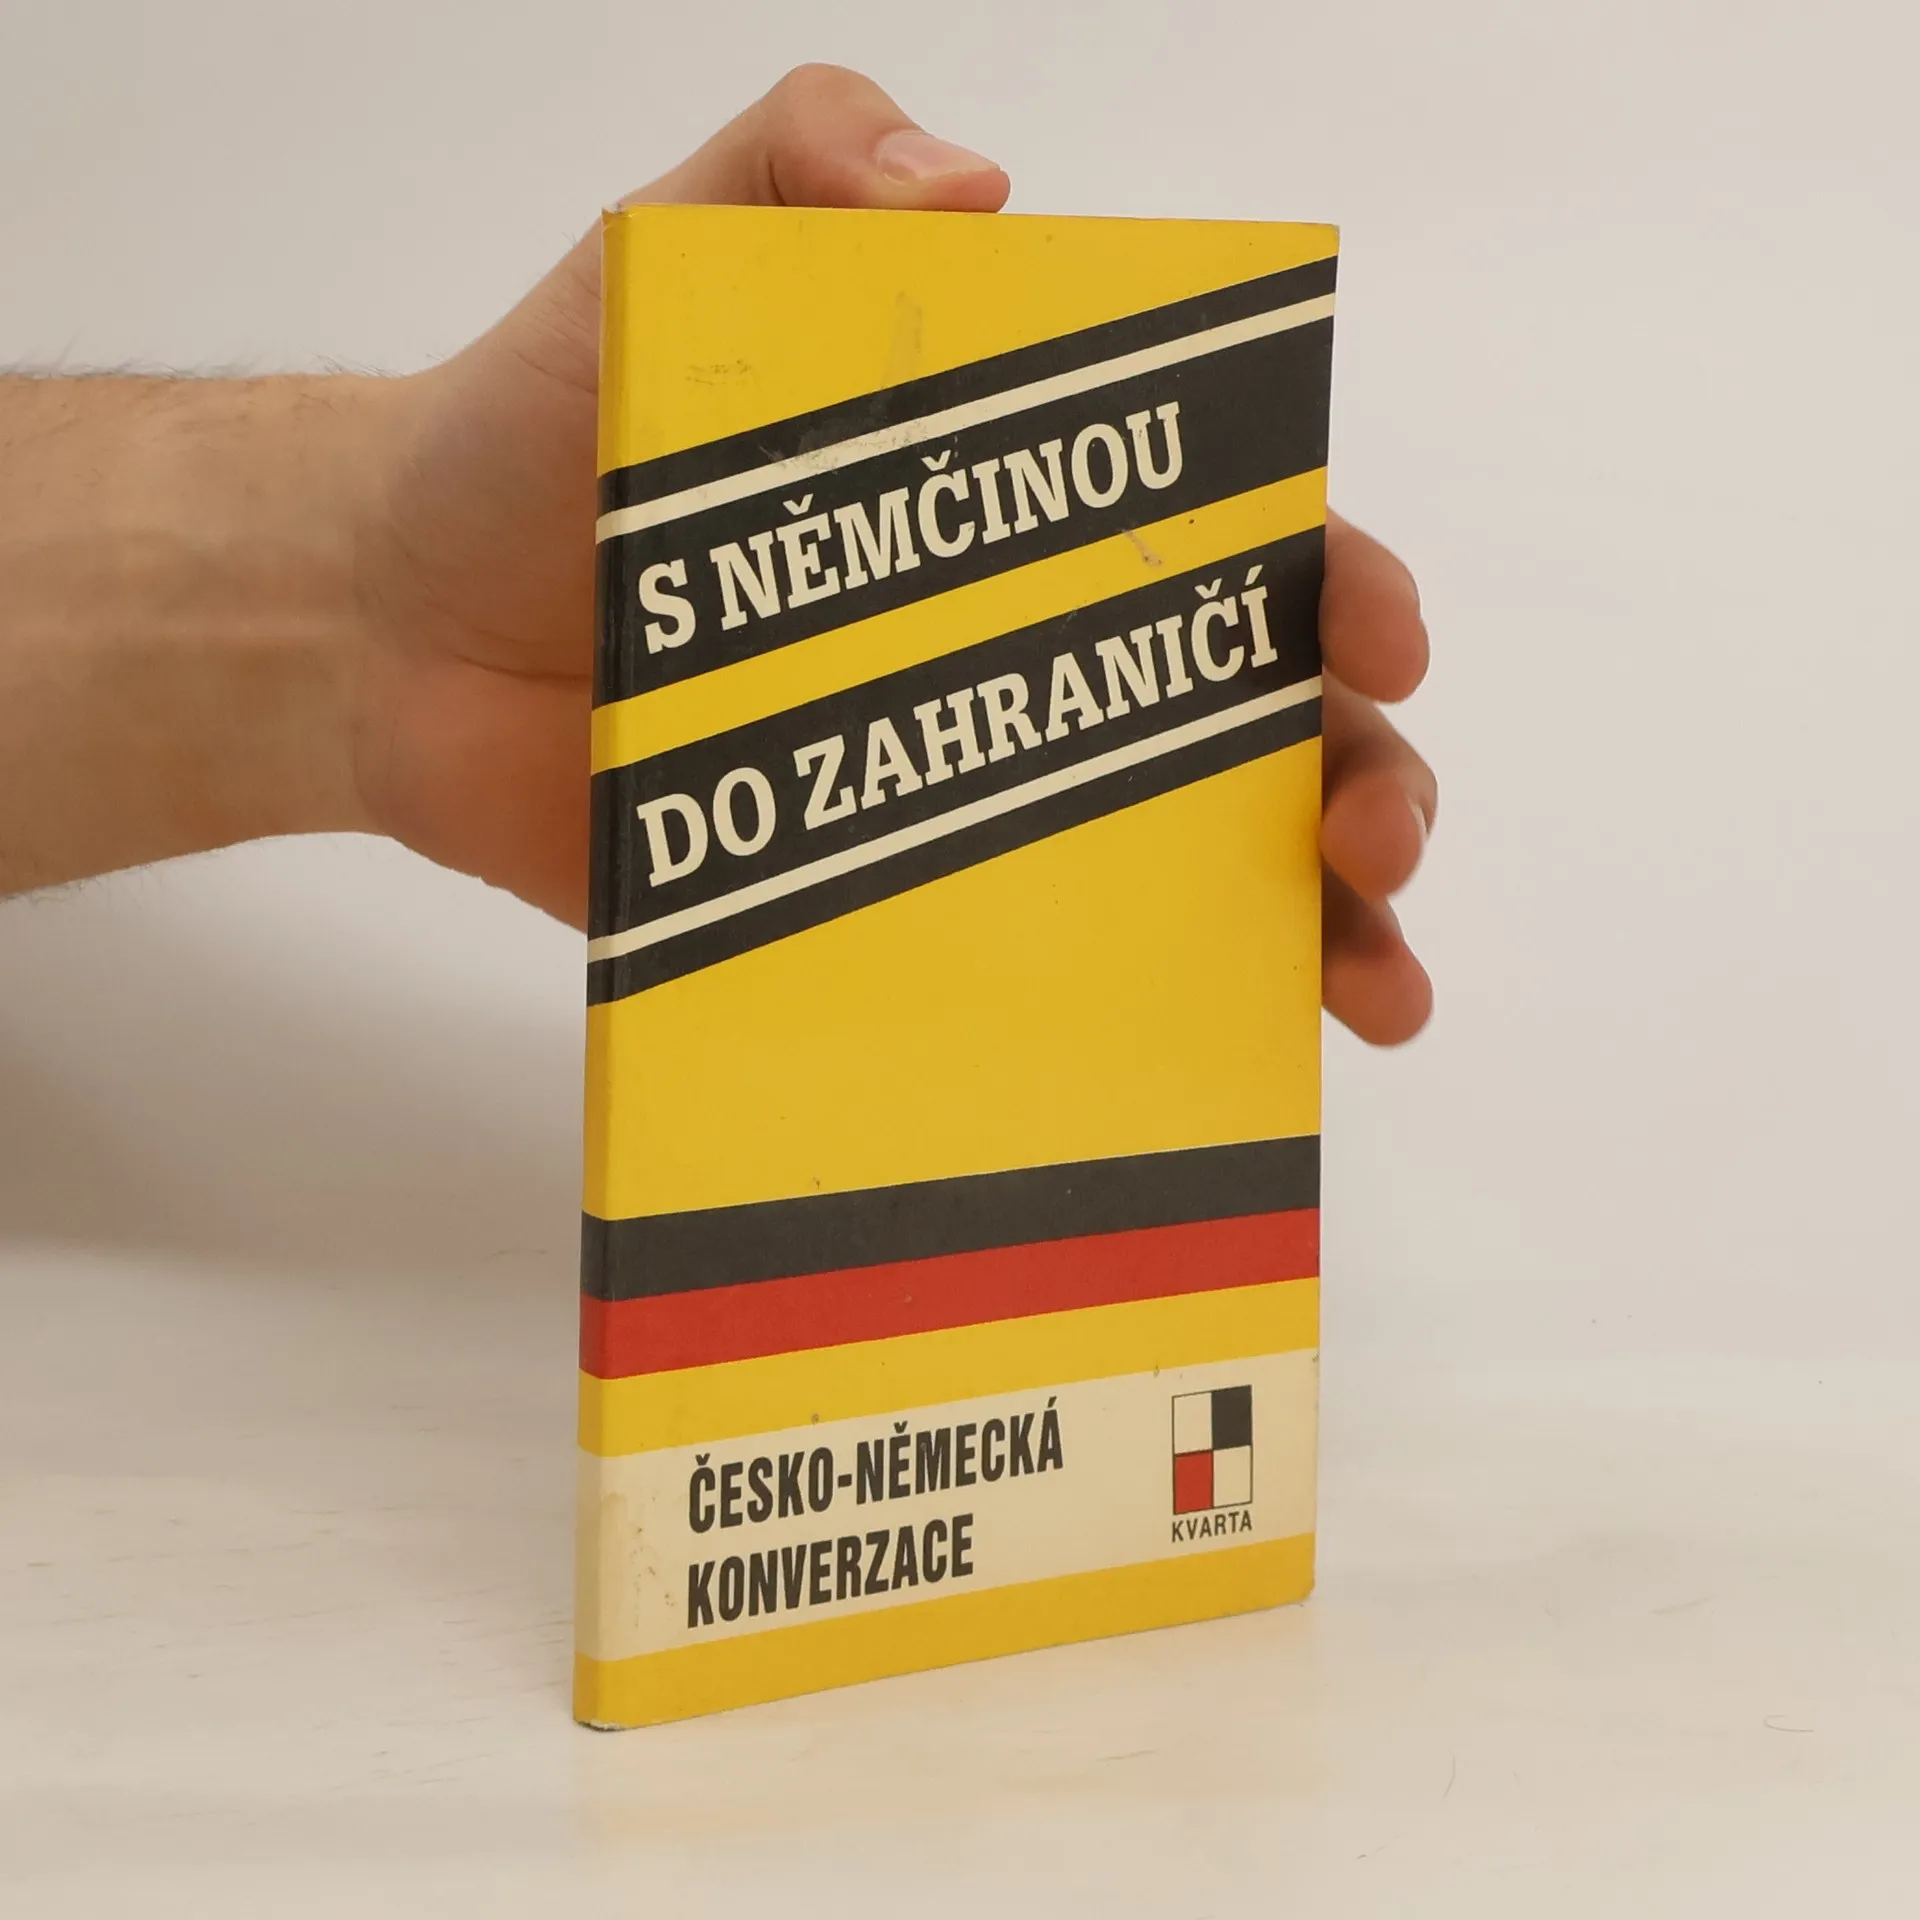 S NĚMČINOU
DO ZAHRANIČÍ
ČESKO-NĚMECKÁ
KONVERZACE
KVARTA